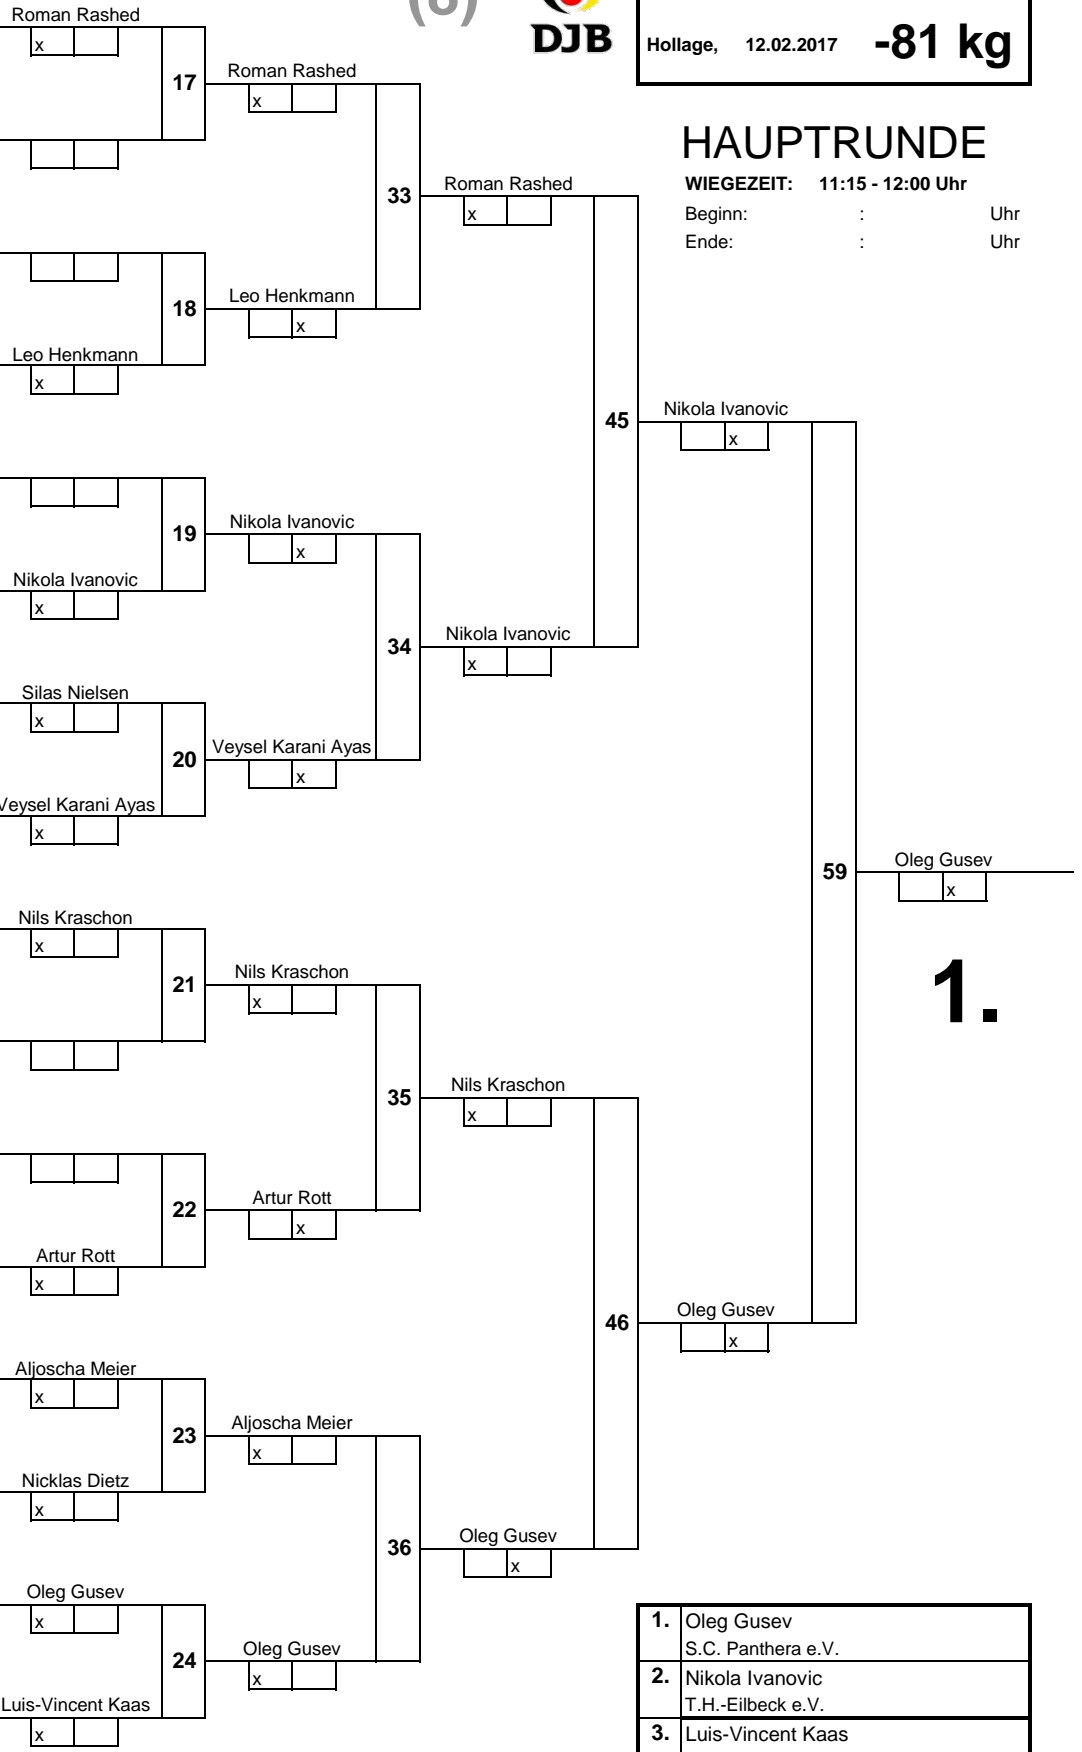 (8)
DJB
Hollage, 12.02.2017 -81 kg
HAUPTRUNDE
WIEGEZEIT: 11:15 - 12:00 Uhr
Beginn: : Uhr
Ende: : Uhr
Roman Rashed
x
17
Roman Rashed
x
33
Roman Rashed
x
18
Leo Henkmann
x
Leo Henkmann
x
45
Nikola Ivanovic
x
19
Nikola Ivanovic
x
Nikola Ivanovic
x
34
Nikola Ivanovic
x
Silas Nielsen
x
20
Veysel Karani Ayas
x
Veysel Karani Ayas
x
59
Oleg Gusev
x
1.
Nils Kraschon
x
21
Nils Kraschon
x
35
Nils Kraschon
x
22
Artur Rott
x
Artur Rott
x
46
Oleg Gusev
x
Aljoscha Meier
x
23
Aljoscha Meier
x
Nicklas Dietz
x
36
Oleg Gusev
x
Oleg Gusev
x
24
Oleg Gusev
x
Luis-Vincent Kaas
x
1. Oleg Gusev
S.C. Panthera e.V.
2. Nikola Ivanovic
T.H.-Eilbeck e.V.
3. Luis-Vincent Kaas